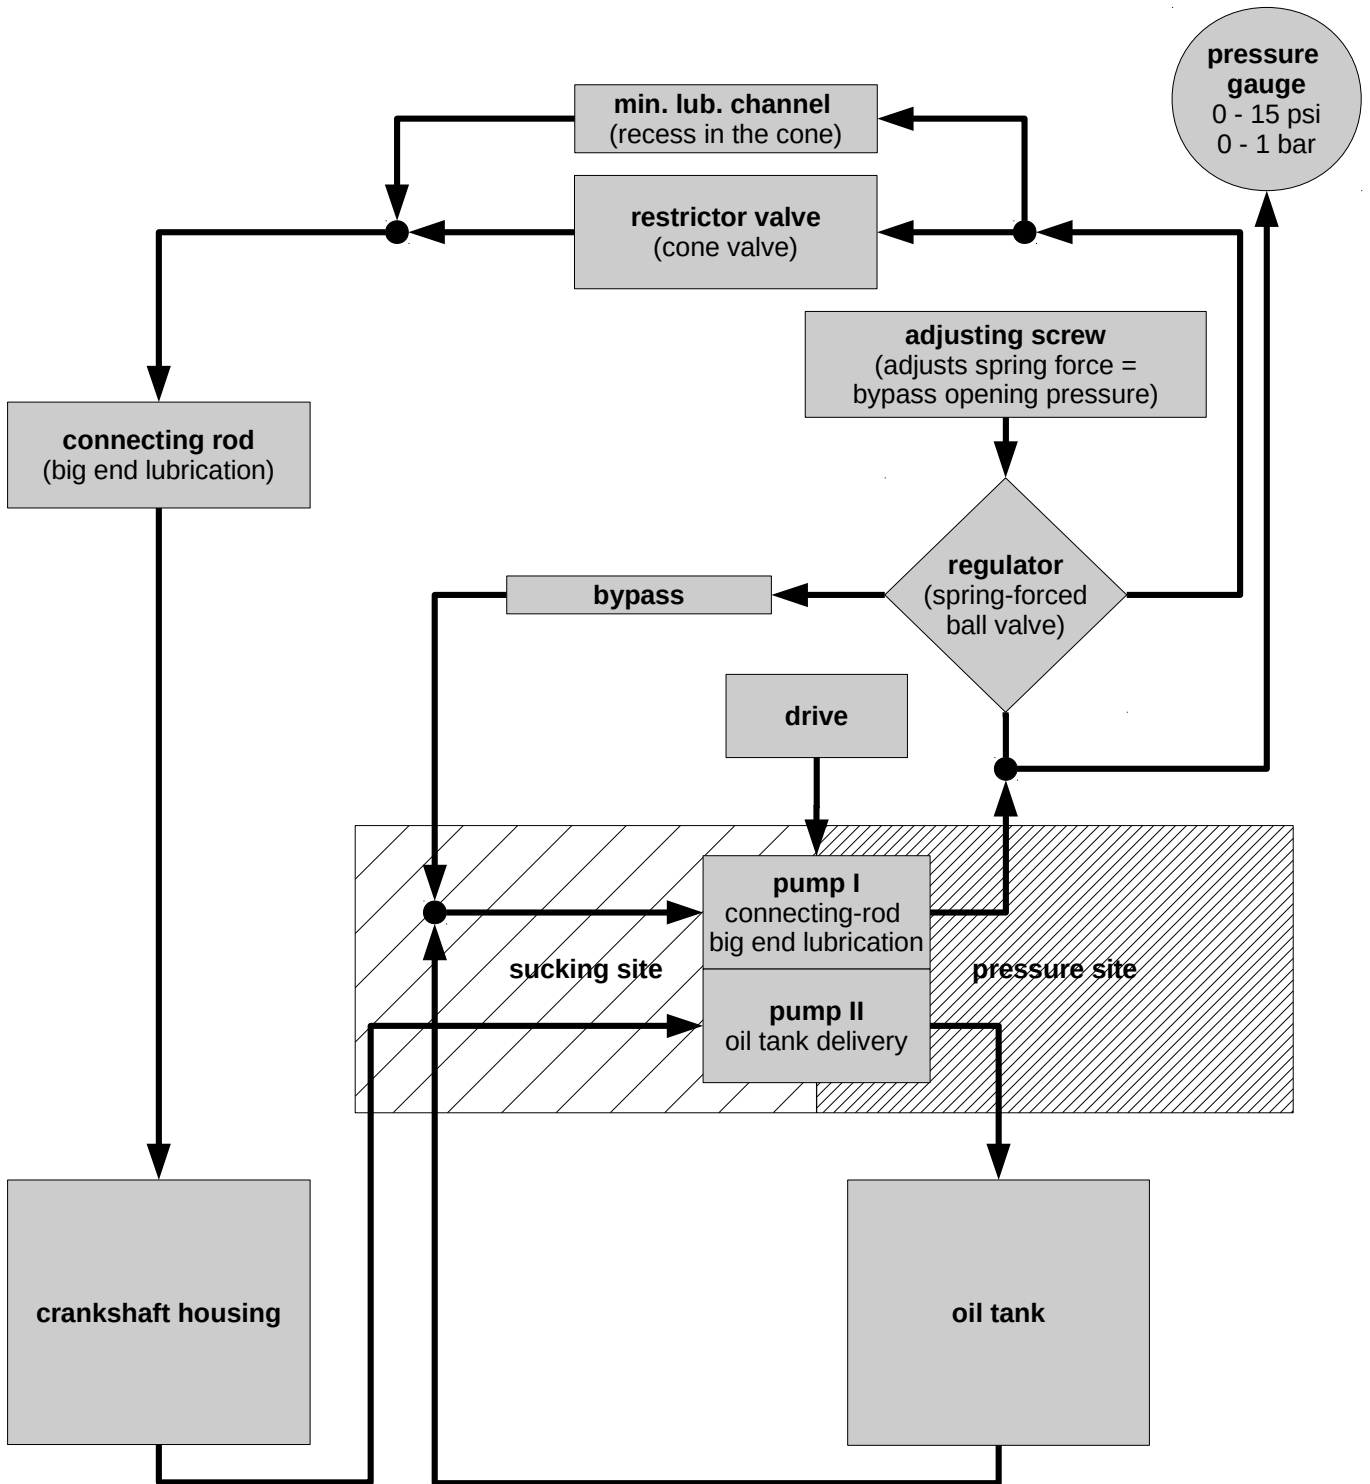 pressure
gauge
0 - 15 psi
0 - 1 bar
min. lub. channel
(recess in the cone)
restrictor valve
(cone valve)
adjusting screw
(adjusts spring force =
bypass opening pressure)
connecting rod
(big end lubrication)
regulator
(spring-forced
ball valve)
bypass
drive
pump I
connecting-rod
big end lubrication
sucking site
pressure site
pump II
oil tank delivery
crankshaft housing
oil tank